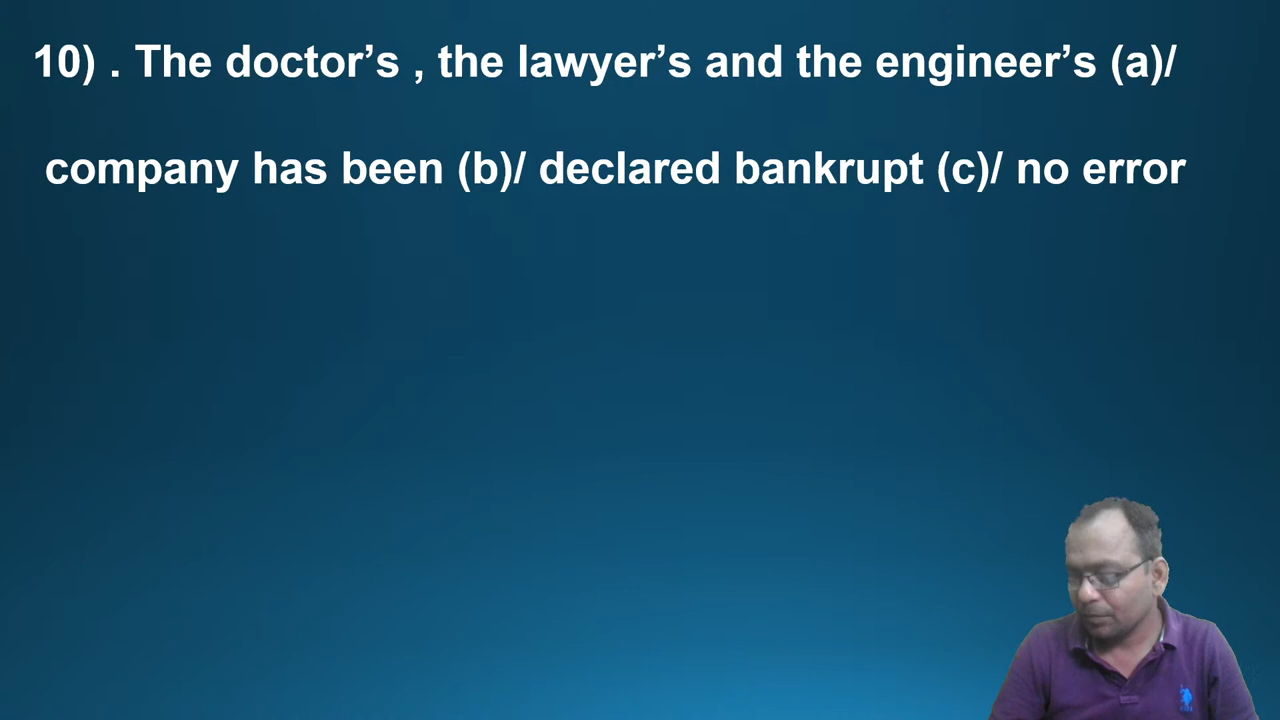 10) . The doctor’s , the lawyer’s and the engineer’s (a)/
company has been (b)/ declared bankrupt (c)/ no error